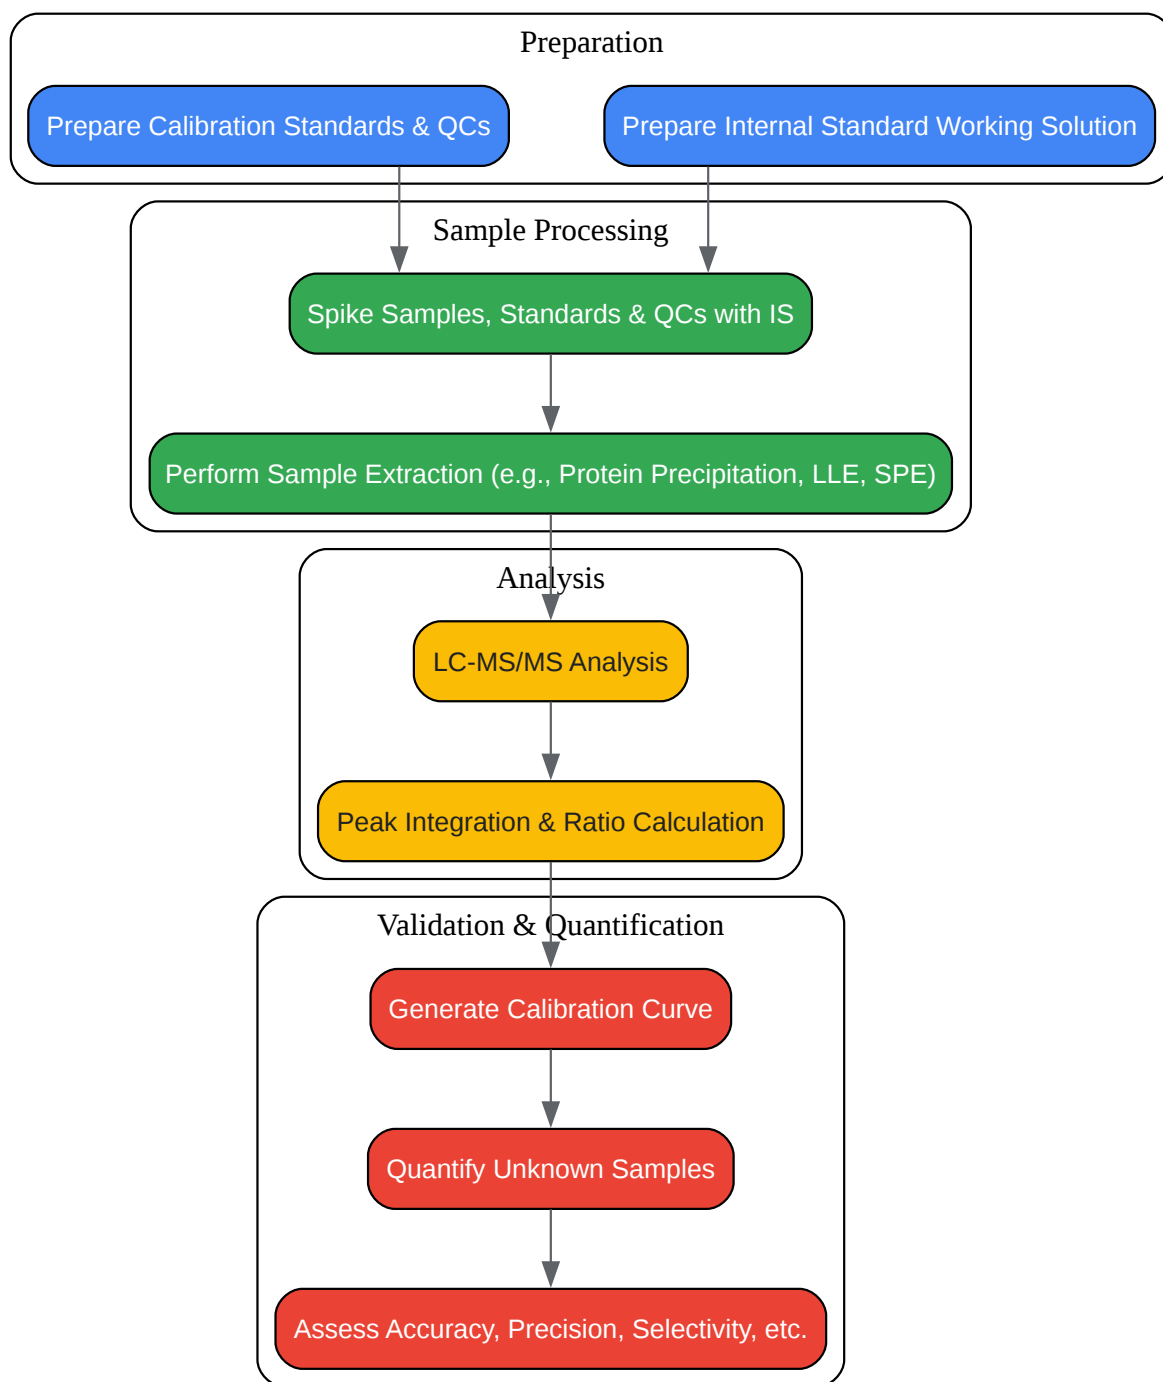 Preparation
Prepare Calibration Standards & QCs
Prepare Internal Standard Working Solution
Sample Processing
Spike Samples, Standards & QCs with IS
Perform Sample Extraction (e.g., Protein Precipitation, LLE, SPE)
Analysis
LC-MS/MS Analysis
Peak Integration & Ratio Calculation
Validation & Quantification
Generate Calibration Curve
Quantify Unknown Samples
Assess Accuracy, Precision, Selectivity, etc.